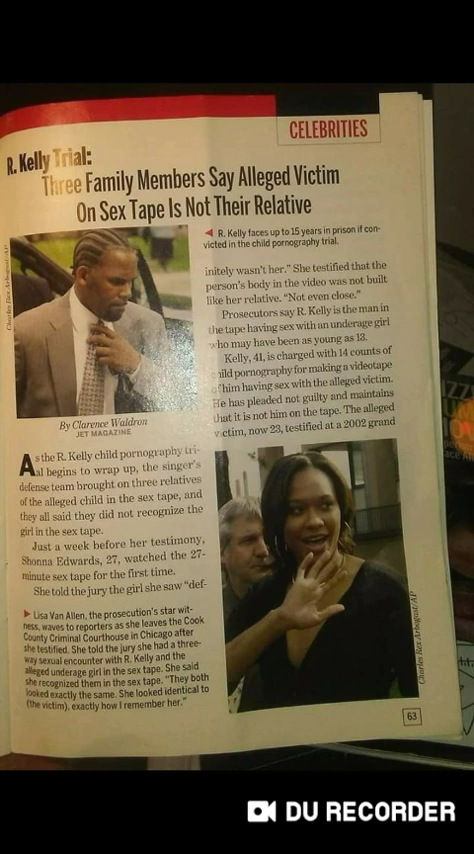 CELEBRITIES
R. Kelly Trial:
Three Family Members Say Alleged Victim
On Sex Tape Is Not Their Relative
Charles Rex Arbogast/AP
By Clarence Waldron
JET MAGAZINE
As the R. Kelly child pornography tri-
al begins to wrap up, the singer's
defense team brought on three relatives
of the alleged child in the sex tape, and
they all said they did not recognize the
girl in the sex tape.
Just a week before her testimony,
Shonna Edwards, 27, watched the 27-
minute sex tape for the first time.
She told the jury the girl she saw "def-
▶ Lisa Van Allen, the prosecution's star wit-
ness, waves to reporters as she leaves the Cook
County Criminal Courthouse in Chicago after
she testified. She told the jury she had a three-
way sexual encounter with R. Kelly and the
alleged underage girl in the sex tape. She said
she recognized them in the sex tape. "They both
looked exactly the same. She looked identical to
(the victim), exactly how I remember her."
◀ R. Kelly faces up to 15 years in prison if con-
victed in the child pornography trial.
initely wasn't her." She testified that the
person's body in the video was not built
like her relative. "Not even close."
Prosecutors say R. Kelly is the man in
the tape having sex with an underage girl
who may have been as young as 13.
Kelly, 41, is charged with 14 counts of
child pornography for making a videotape
of him having sex with the alleged victim.
He has pleaded not guilty and maintains
that it is not him on the tape. The alleged
victim, now 23, testified at a 2002 grand
Charles Rex Arbogast/AP
63
DU RECORDER